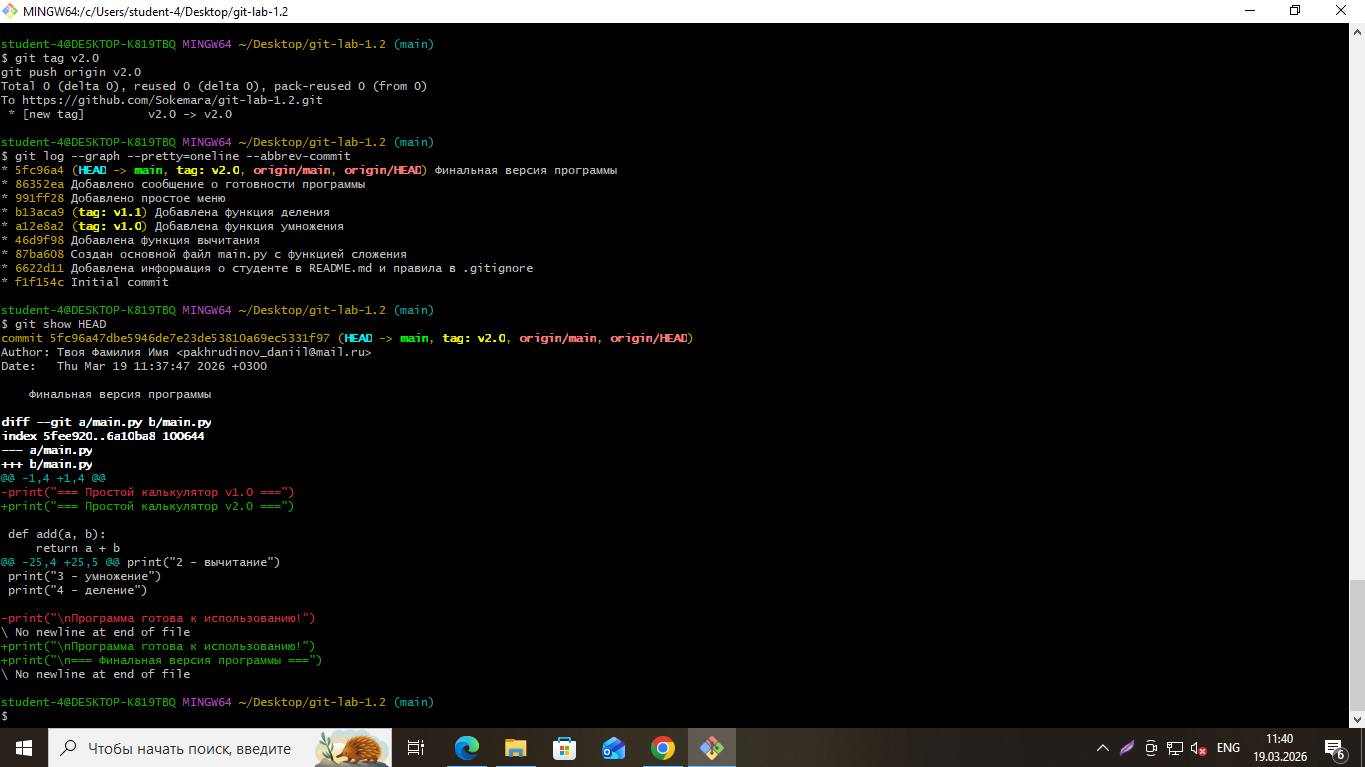 MINGW64:/c/Users/student-4/Desktop/git-lab-1.2
student-4@DESKTOP-K819TBQ MINGW64 ~/Desktop/git-lab-1.2 (main)
$ git tag v2.0
git push origin v2.0
Total 0 (delta 0), reused 0 (delta 0), pack-reused 0 (from 0)
To https://github.com/Sokemara/git-lab-1.2.git
 * [new tag]         v2.0 -> v2.0
student-4@DESKTOP-K819TBQ MINGW64 ~/Desktop/git-lab-1.2 (main)
$ git log --graph --pretty=oneline --abbrev-commit
* 5fc96a4 (HEAD -> main, tag: v2.0, origin/main, origin/HEAD) Финальная версия программы
* 86352ea Добавлено сообщение о готовности программы
* 991ff28 Добавлено простое меню
* b13aca9 (tag: v1.1) Добавлена функция деления
* a12e8a2 (tag: v1.0) Добавлена функция умножения
* 46d9f98 Добавлена функция вычитания
* 87ba608 Создан основной файл main.py с функцией сложения
* 6622d11 Добавлена информация о студенте в README.md и правила в .gitignore
* f1f154c Initial commit
student-4@DESKTOP-K819TBQ MINGW64 ~/Desktop/git-lab-1.2 (main)
$ git show HEAD
commit 5fc96a47dbe5946de7e23de53810a69ec5331f97 (HEAD -> main, tag: v2.0, origin/main, origin/HEAD)
Author: Твоя Фамилия Имя <pakhrudinov_daniil@mail.ru>
Date:   Thu Mar 19 11:37:47 2026 +0300
    Финальная версия программы
diff --git a/main.py b/main.py
index 5fee920..6a10ba8 100644
--- a/main.py
+++ b/main.py
@@ -1,4 +1,4 @@
-print("=== Простой калькулятор v1.0 ===")
+print("=== Простой калькулятор v2.0 ===")
 def add(a, b):
     return a + b
@@ -25,4 +25,5 @@ print("2 - вычитание")
 print("3 - умножение")
 print("4 - деление")
-print("\nПрограмма готова к использованию!")
\ No newline at end of file
+print("\nПрограмма готова к использованию!")
+print("\n=== Финальная версия программы ===")
\ No newline at end of file
student-4@DESKTOP-K819TBQ MINGW64 ~/Desktop/git-lab-1.2 (main)
$
Чтобы начать поиск, введите
ENG
11:40
19.03.2026
6